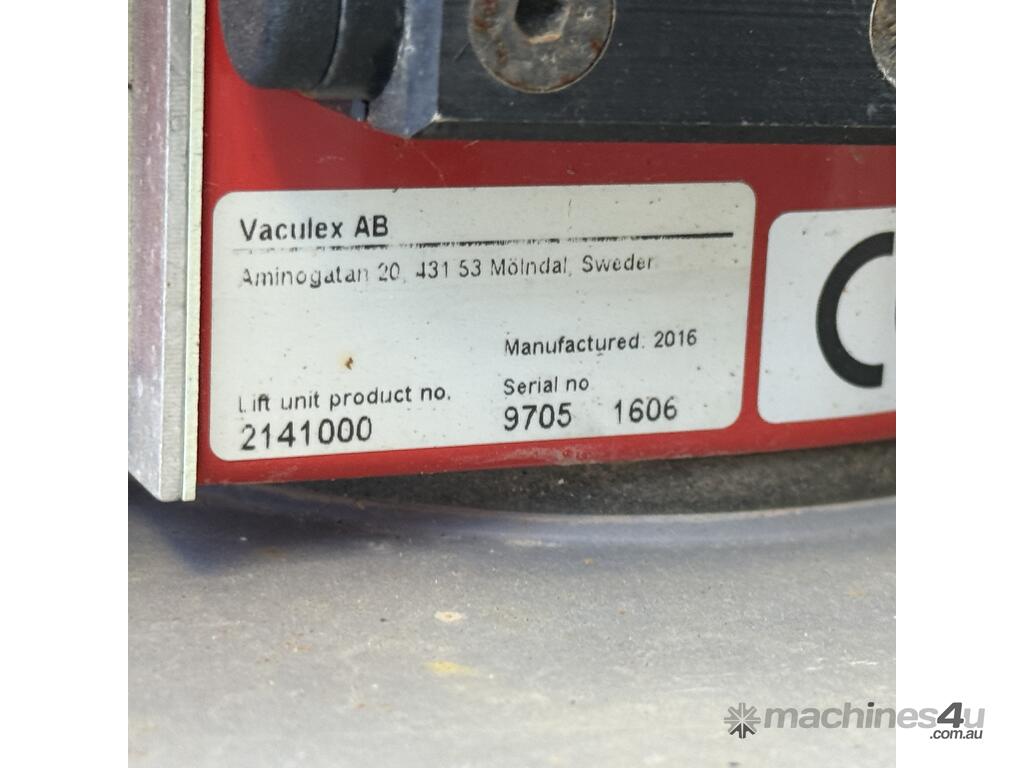 Vaculex AB
Aminogatan 20, 431 53 Mölndal, Sweden
Manufactured: 2016
Lift unit product no. Serial no
2141000 9705 1606
C
machines4u
.com.au